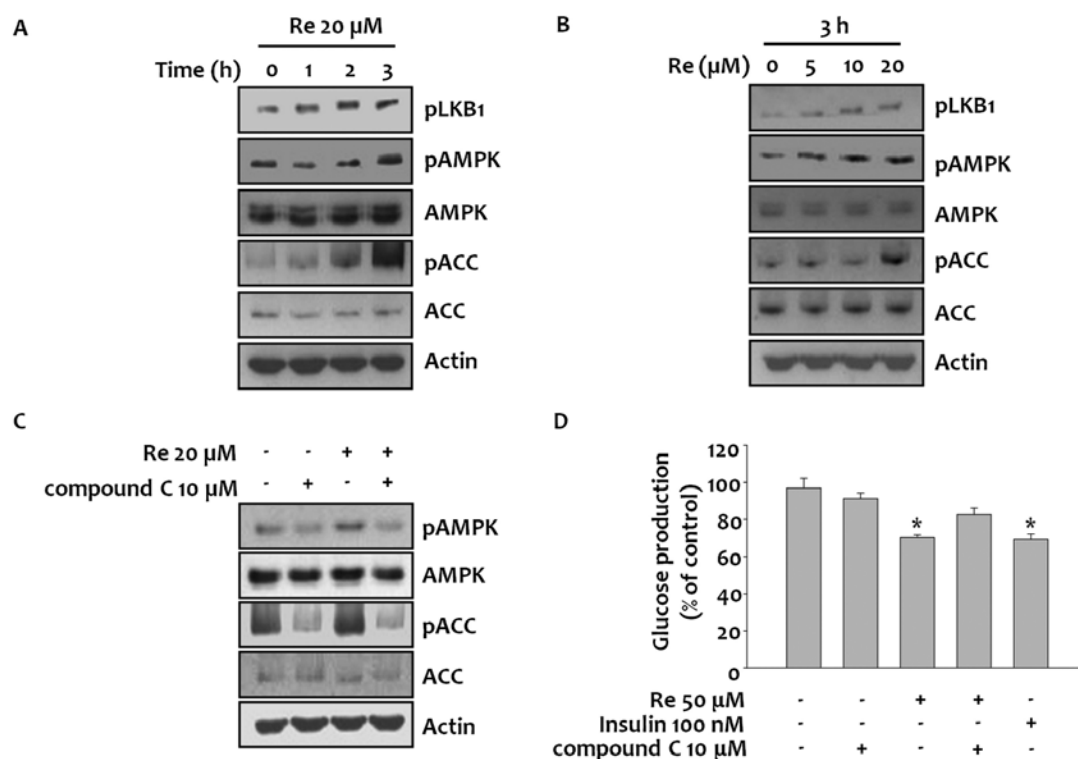 A
Re 20 µM
Time (h) 0 1 2 3
pLKB1
pAMPK
AMPK
pACC
ACC
Actin
B
3 h
Re (µM) 0 5 10 20
pLKB1
pAMPK
AMPK
pACC
ACC
Actin
C
Re 20 µM - - + +
compound C 10 µM - + - +
pAMPK
AMPK
pACC
ACC
Actin
D
Glucose production
(% of control)
120
100
80
60
40
20
0
* *
Re 50 µM - - + + -
Insulin 100 nM - - - - +
compound C 10 µM - + - + -